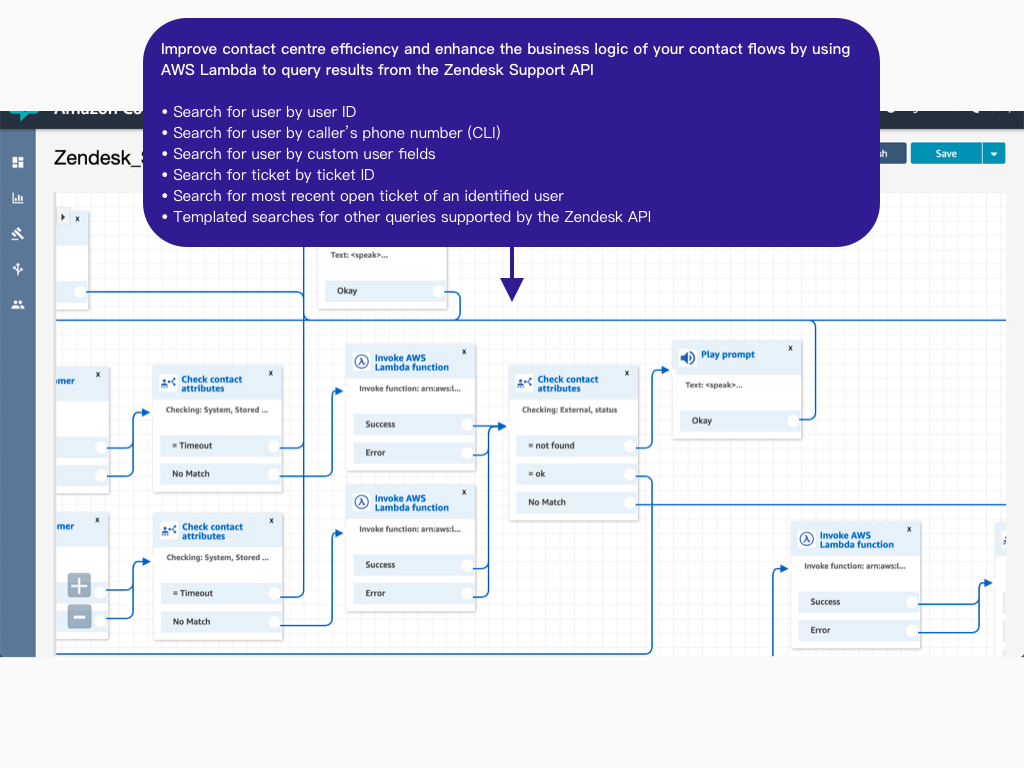 Improve contact centre efficiency and enhance the business logic of your contact flows by using
AWS Lambda to query results from the Zendesk Support API
• Search for user by user ID
• Search for user by caller's phone number (CLI)
• Search for user by custom user fields
• Search for ticket by ticket ID
• Search for most recent open ticket of an identified user
• Templated searches for other queries supported by the Zendesk API
Zendesk_
Save
x
Text: <speak>...
Okay
x
Check contact
attributes
x
Checking: System, Stored ...
= Timeout
No Match
Invoke AWS
Lambda function
x
Invoke function: arn:aws:l...
Success
Error
Check contact
attributes
x
Checking: External, status
= not found
= ok
No Match
Play prompt
x
Text: <speak>...
Okay
x
Check contact
attributes
x
Checking: System, Stored ...
= Timeout
No Match
Invoke AWS
Lambda function
x
Invoke function: arn:aws:l...
Success
Error
Invoke AWS
Lambda function
x
Invoke function: arn:aws:l...
Success
Error